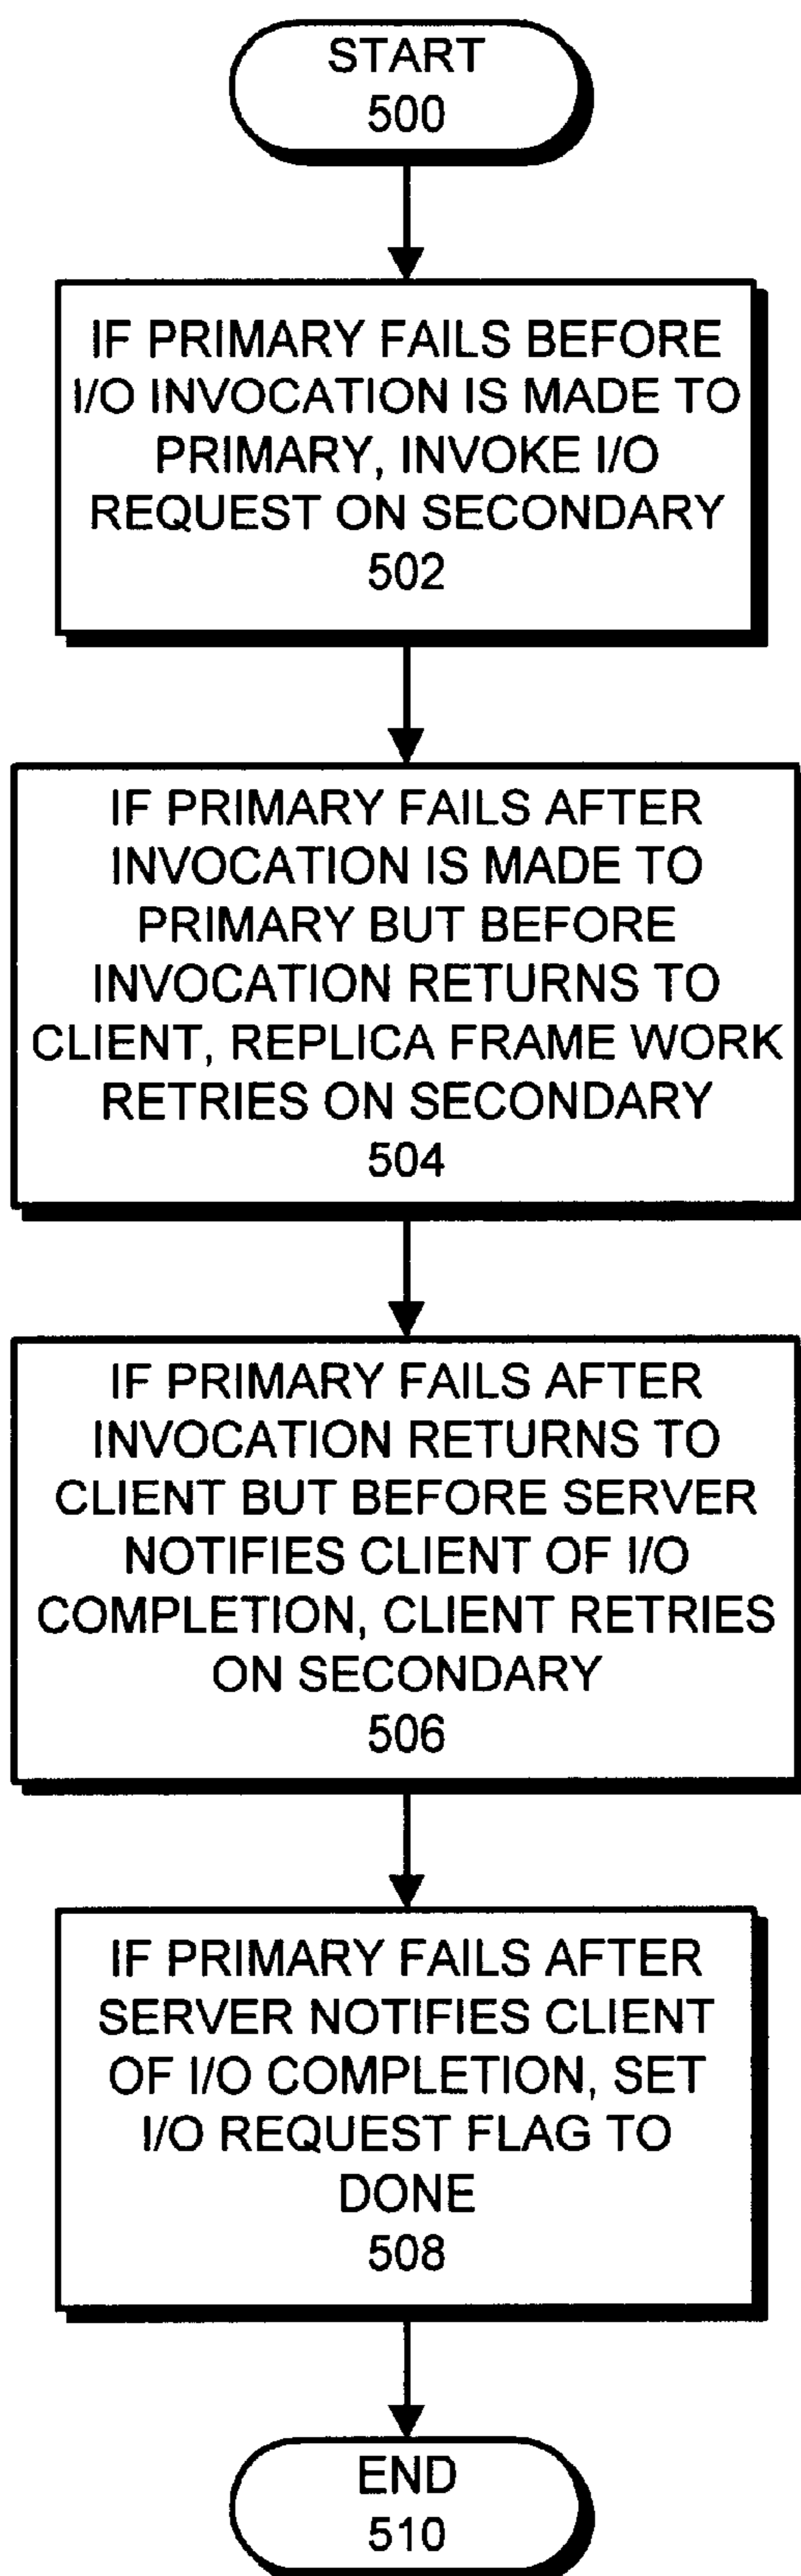 START
500
IF PRIMARY FAILS BEFORE
I/O INVOCATION IS MADE TO
PRIMARY, INVOKE I/O
REQUEST ON SECONDARY
502
IF PRIMARY FAILS AFTER
INVOCATION IS MADE TO
PRIMARY BUT BEFORE
INVOCATION RETURNS TO
CLIENT, REPLICA FRAME WORK
RETRIES ON SECONDARY
504
IF PRIMARY FAILS AFTER
INVOCATION RETURNS TO
CLIENT BUT BEFORE SERVER
NOTIFIES CLIENT OF I/O
COMPLETION, CLIENT RETRIES
ON SECONDARY
506
IF PRIMARY FAILS AFTER
SERVER NOTIFIES CLIENT
OF I/O COMPLETION, SET
I/O REQUEST FLAG TO
DONE
508
END
510